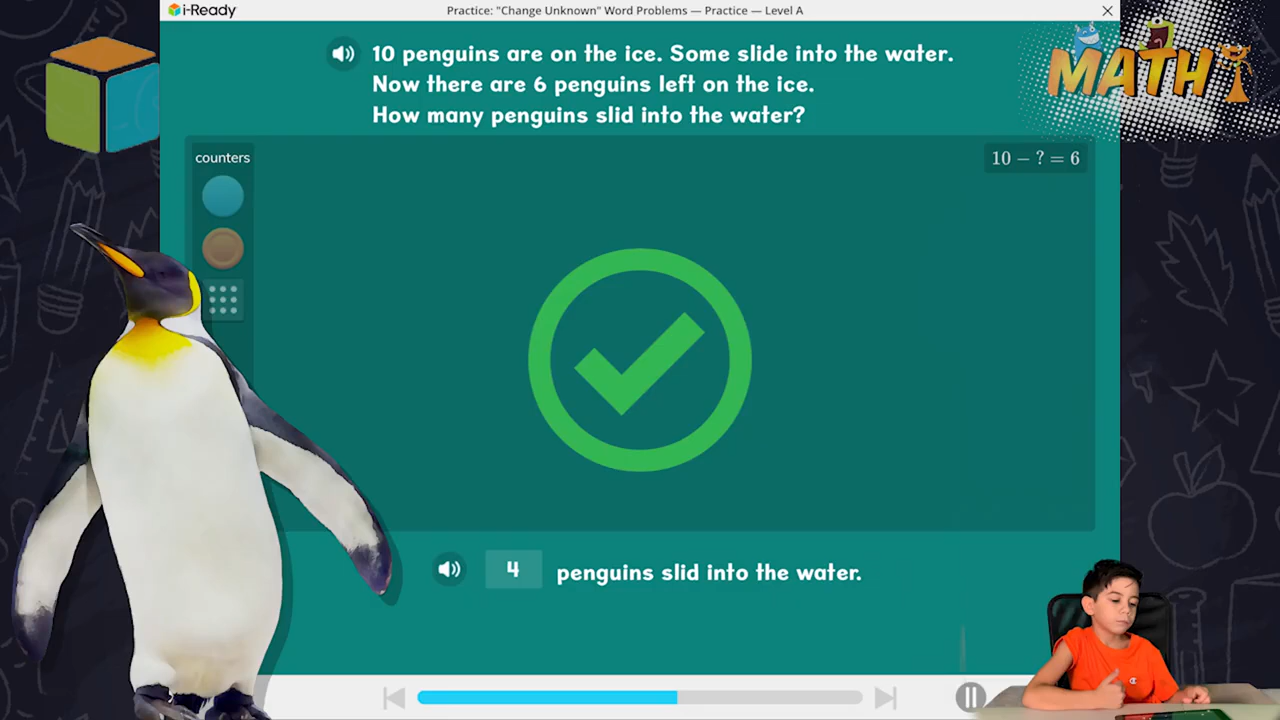 i-Ready
Practice: "Change Unknown" Word Problems — Practice — Level A
MATH
10 penguins are on the ice. Some slide into the water.
Now there are 6 penguins left on the ice.
How many penguins slid into the water?
counters
10 − ? = 6
4 penguins slid into the water.